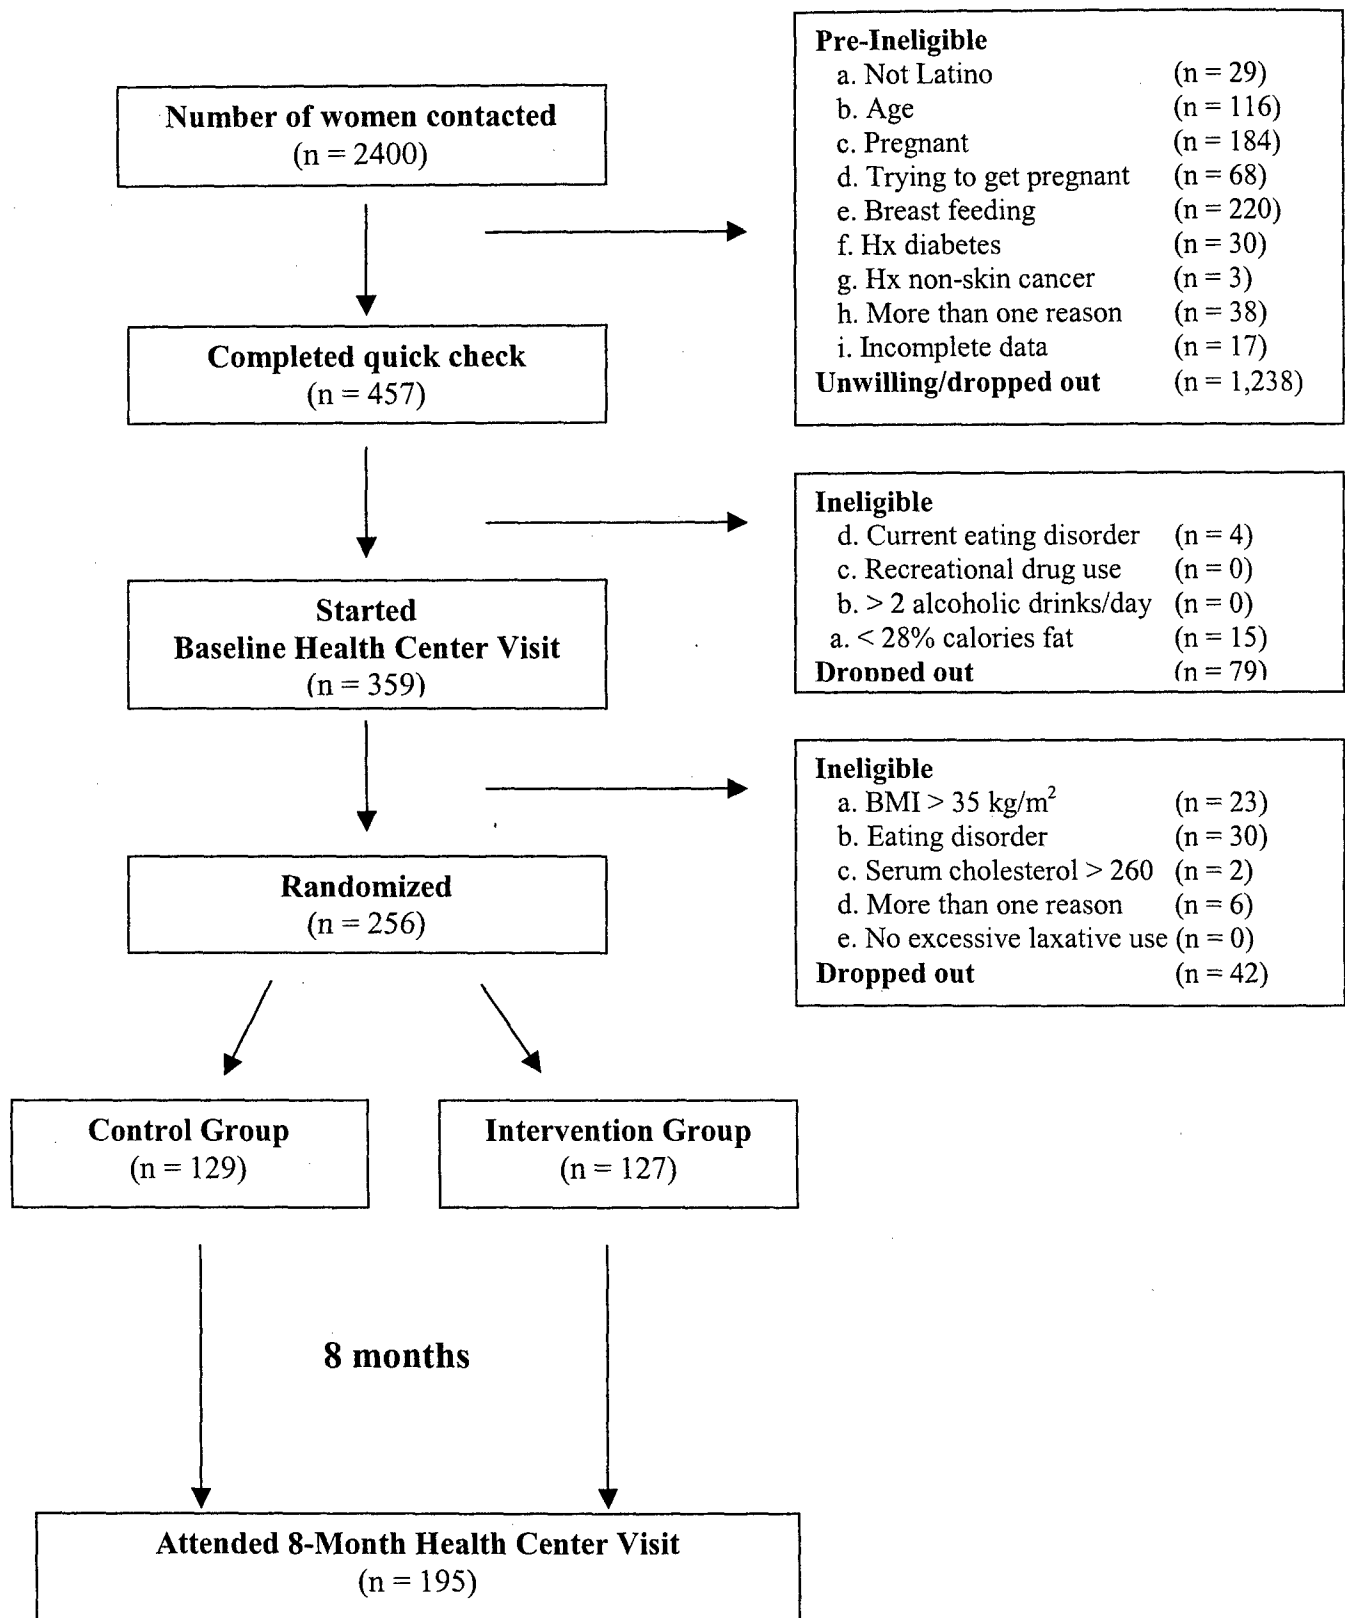 Number of women contacted
(n = 2400)
Pre-Ineligible
a. Not Latino (n = 29)
b. Age (n = 116)
c. Pregnant (n = 184)
d. Trying to get pregnant (n = 68)
e. Breast feeding (n = 220)
f. Hx diabetes (n = 30)
g. Hx non-skin cancer (n = 3)
h. More than one reason (n = 38)
i. Incomplete data (n = 17)
Unwilling/dropped out (n = 1,238)
Completed quick check
(n = 457)
Ineligible
d. Current eating disorder (n = 4)
c. Recreational drug use (n = 0)
b. > 2 alcoholic drinks/day (n = 0)
a. < 28% calories fat (n = 15)
Dropped out (n = 79)
Started
Baseline Health Center Visit
(n = 359)
Ineligible
a. BMI > 35 kg/m² (n = 23)
b. Eating disorder (n = 30)
c. Serum cholesterol > 260 (n = 2)
d. More than one reason (n = 6)
e. No excessive laxative use (n = 0)
Dropped out (n = 42)
Randomized
(n = 256)
Control Group
(n = 129)
Intervention Group
(n = 127)
8 months
Attended 8-Month Health Center Visit
(n = 195)